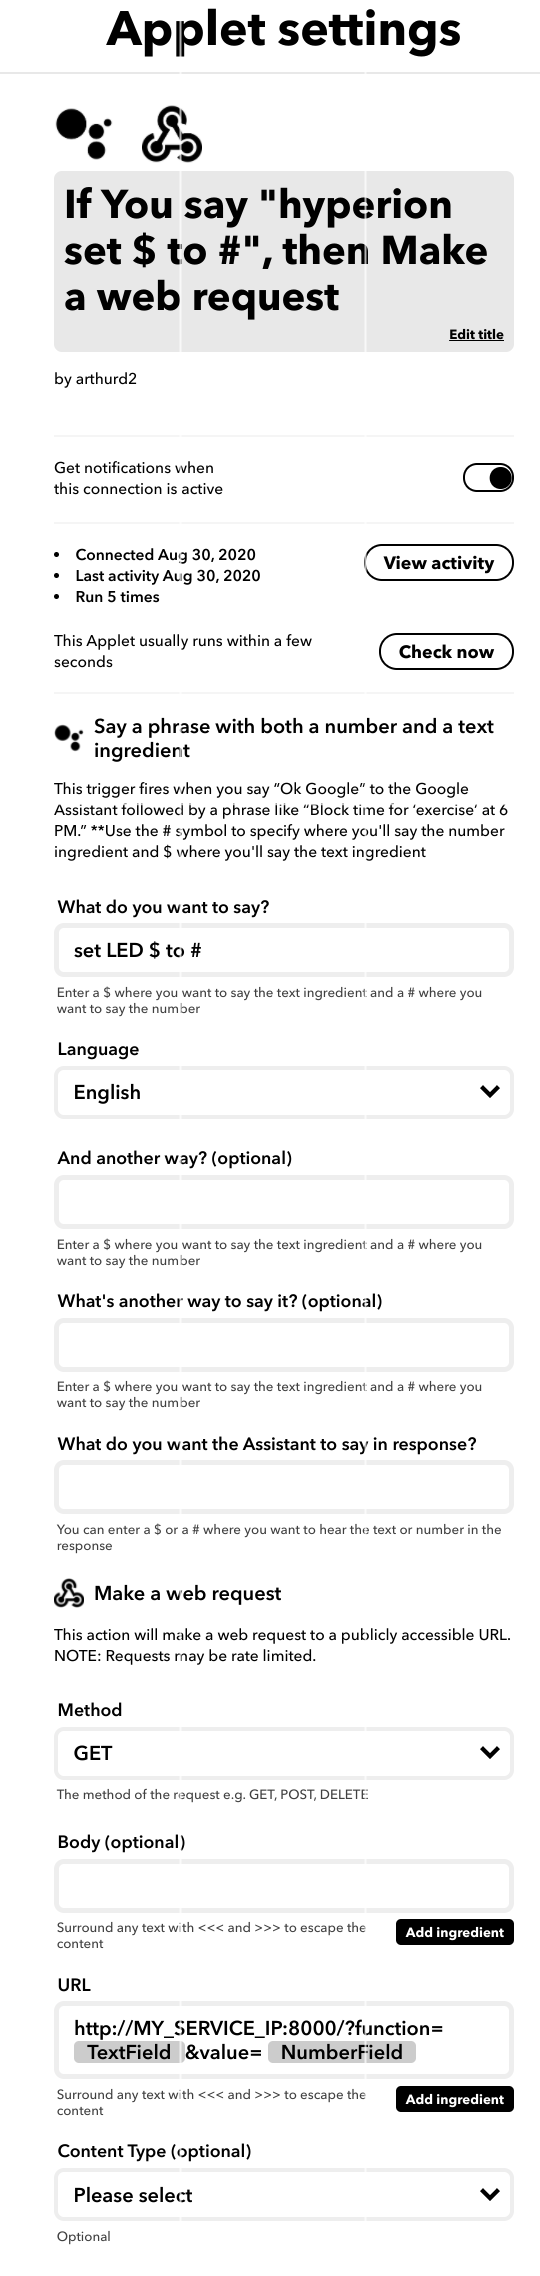 Applet settings
If You say "hyperion
set $ to #", then Make
a web request
Edit title
by arthurd2
Get notifications when
this connection is active
• Connected Aug 30, 2020
• Last activity Aug 30, 2020
• Run 5 times
View activity
This Applet usually runs within a few
seconds
Check now
Say a phrase with both a number and a text
ingredient
This trigger fires when you say “Ok Google” to the Google
Assistant followed by a phrase like “Block time for ‘exercise’ at 6
PM.” **Use the # symbol to specify where you'll say the number
ingredient and $ where you'll say the text ingredient
What do you want to say?
set LED $ to #
Enter a $ where you want to say the text ingredient and a # where you
want to say the number
Language
English
And another way? (optional)
Enter a $ where you want to say the text ingredient and a # where you
want to say the number
What's another way to say it? (optional)
Enter a $ where you want to say the text ingredient and a # where you
want to say the number
What do you want the Assistant to say in response?
You can enter a $ or a # where you want to hear the text or number in the
response
Make a web request
This action will make a web request to a publicly accessible URL.
NOTE: Requests may be rate limited.
Method
GET
The method of the request e.g. GET, POST, DELETE
Body (optional)
Surround any text with <<< and >>> to escape the
content
Add ingredient
URL
http://MY_SERVICE_IP:8000/?function=
TextField &value= NumberField
Surround any text with <<< and >>> to escape the
content
Add ingredient
Content Type (optional)
Please select
Optional